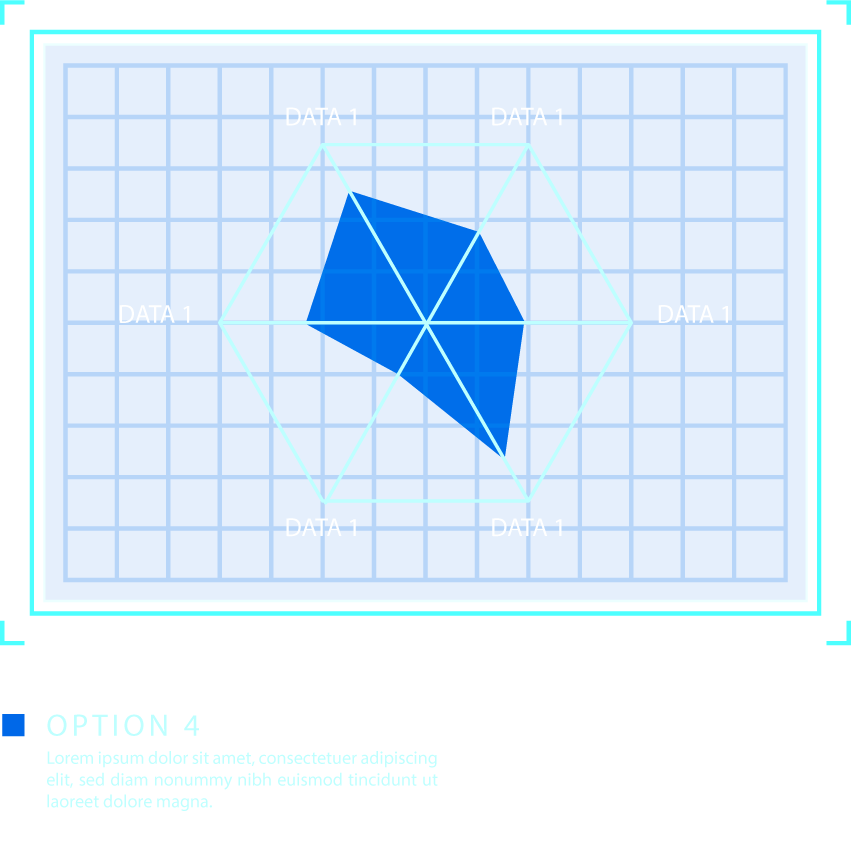 DATA 1 DATA 1
DATA 1 DATA 1
DATA 1 DATA 1
OPTION 4
Lorem ipsum dolor sit amet, consectetuer adipiscing
elit, sed diam nonummy nibh euismod tincidunt ut
laoreet dolore magna.